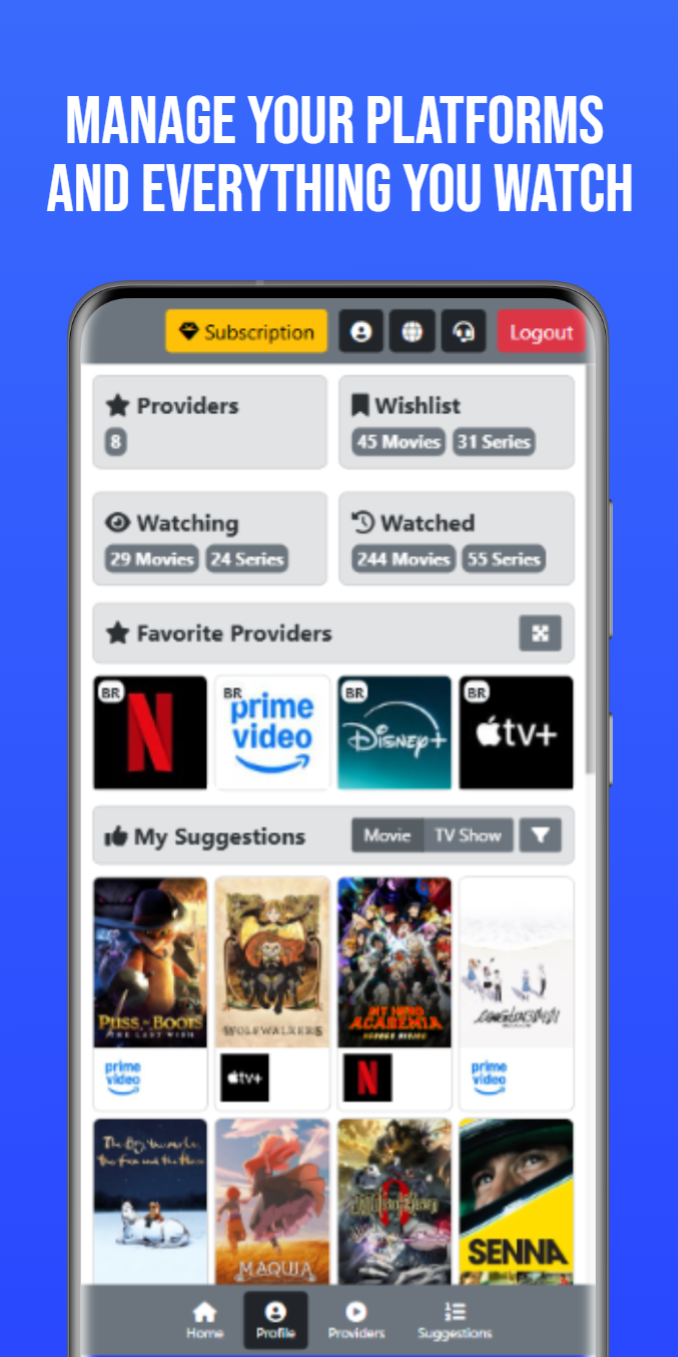 MANAGE YOUR PLATFORMS
AND EVERYTHING YOU WATCH
Subscription
Logout
Providers
8
Wishlist
45 Movies 31 Series
Watching
29 Movies 24 Series
Watched
244 Movies 55 Series
Favorite Providers
BR
N
BR
prime
video
BR
Disney+
BR
tv+
My Suggestions
Movie
TV Show
PUSS IN BOOTS
THE LAST WISH
WOLFWALKERS
MY HERO
ACADEMIA
HEROES RISING
prime
video
tv+
N
prime
video
The Boy, the mole,
the fox and the Horse
MAQUIA
SENNA
Home
Profile
Providers
Suggestions